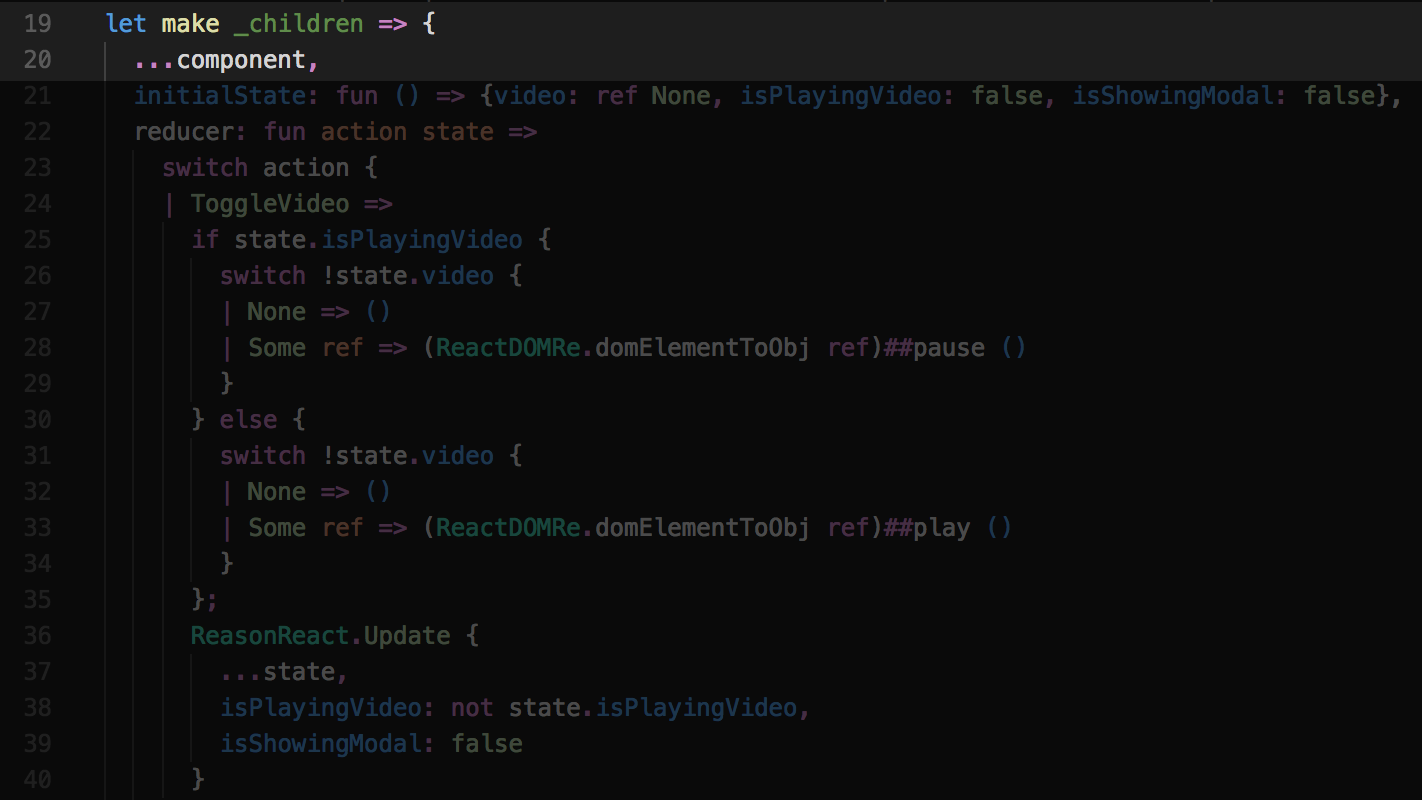 19 let make _children => {
20 ...component,
21 initialState: fun () => {video: ref None, isPlayingVideo: false, isShowingModal: false},
22 reducer: fun action state =>
23 switch action {
24 | ToggleVideo =>
25 if state.isPlayingVideo {
26 switch !state.video {
27 | None => ()
28 | Some ref => (ReactDOMRe.domElementToObj ref)##pause ()
29 }
30 } else {
31 switch !state.video {
32 | None => ()
33 | Some ref => (ReactDOMRe.domElementToObj ref)##play ()
34 }
35 };
36 ReasonReact.Update {
37 ...state,
38 isPlayingVideo: not state.isPlayingVideo,
39 isShowingModal: false
40 }